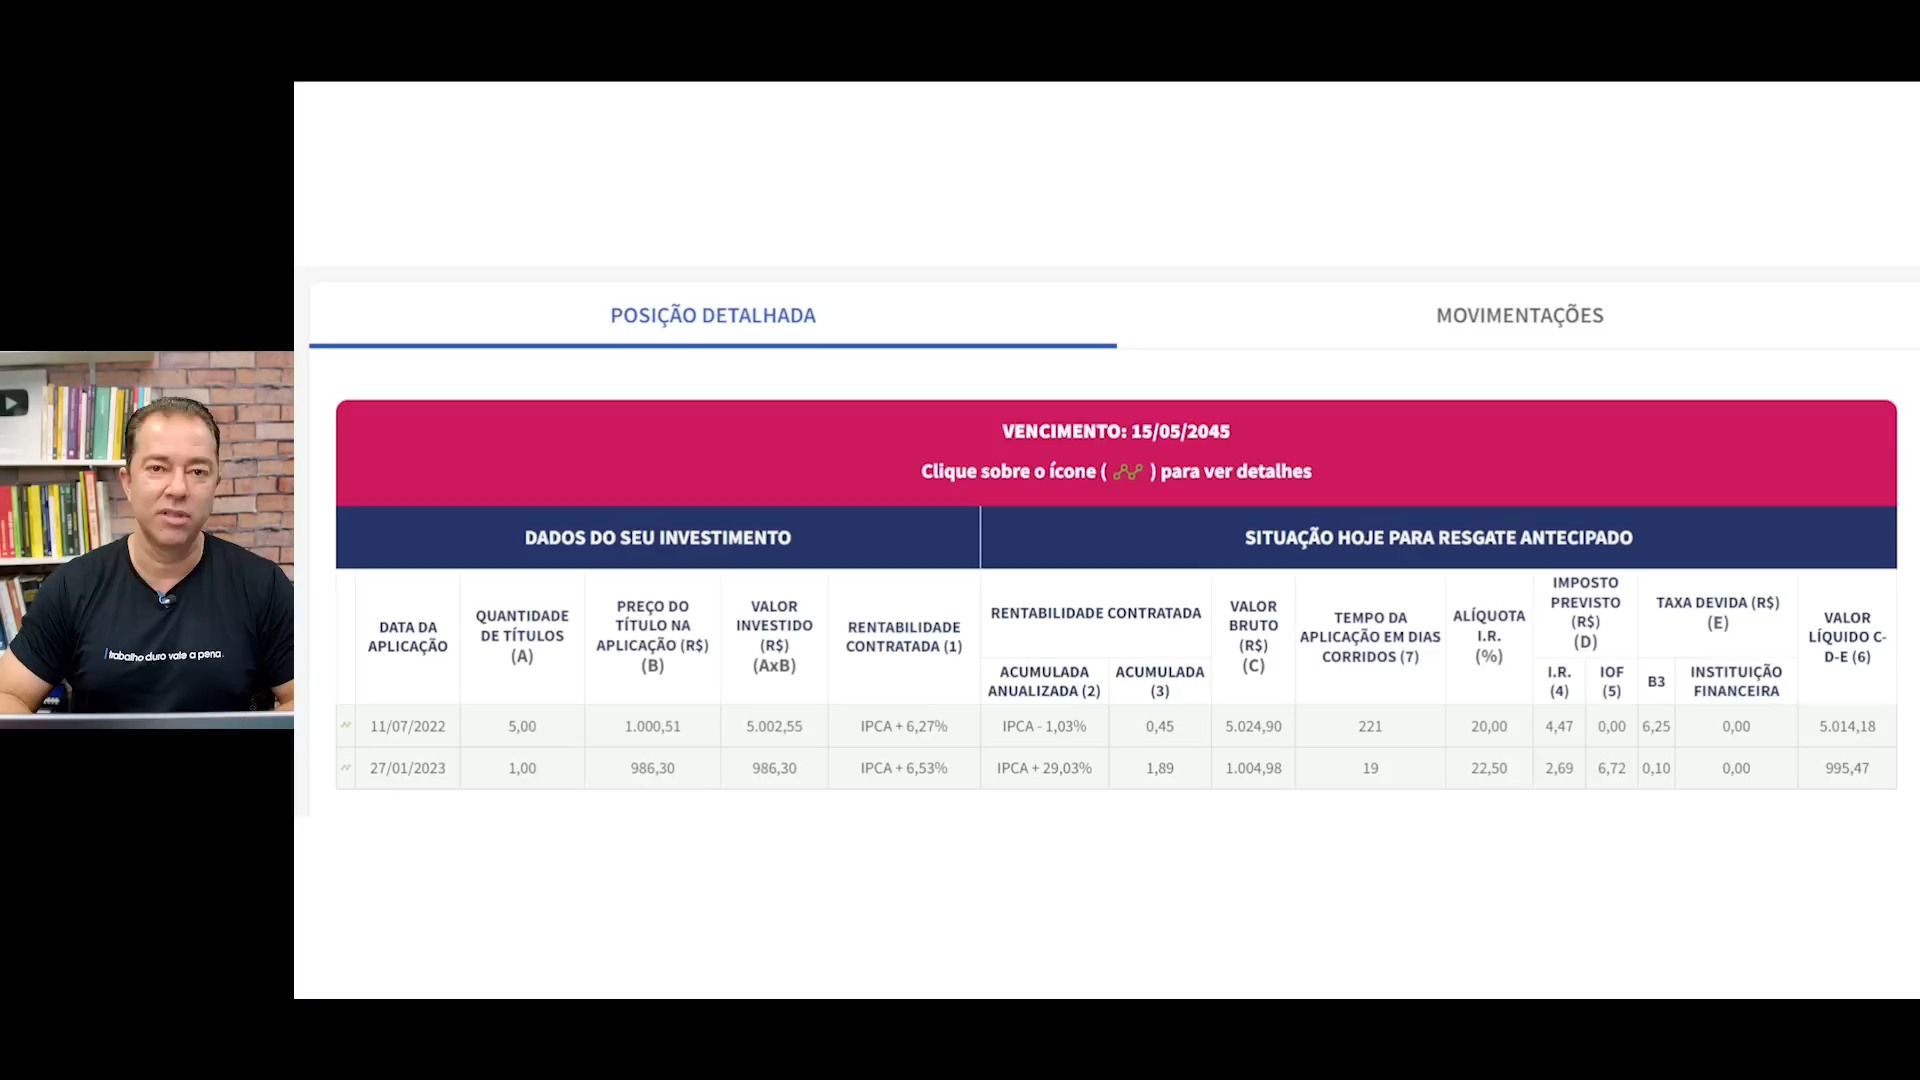 POSIÇÃO DETALHADA
MOVIMENTAÇÕES
VENCIMENTO: 15/05/2045
Clique sobre o ícone ( ) para ver detalhes
DADOS DO SEU INVESTIMENTO
SITUAÇÃO HOJE PARA RESGATE ANTECIPADO
DATA DA
APLICAÇÃO
QUANTIDADE
DE TÍTULOS
(A)
PREÇO DO
TÍTULO NA
APLICAÇÃO (R$)
(B)
VALOR
INVESTIDO
(R$)
(AxB)
RENTABILIDADE
CONTRATADA (1)
RENTABILIDADE CONTRATADA
ACUMULADA
ANUALIZADA (2)
ACUMULADA
(3)
VALOR
BRUTO
(R$)
(C)
TEMPO DA
APLICAÇÃO EM DIAS
CORRIDOS (7)
ALÍQUOTA
I.R.
(%)
IMPOSTO
PREVISTO
(R$)
(D)
I.R.
(4)
IOF
(5)
TAXA DEVIDA (R$)
(E)
B3
INSTITUIÇÃO
FINANCEIRA
VALOR
LÍQUIDO C-
D-E (6)
11/07/2022 5,00 1.000,51 5.002,55 IPCA + 6,27% IPCA - 1,03% 0,45 5.024,90 221 20,00 4,47 0,00 6,25 0,00 5.014,18
27/01/2023 1,00 986,30 986,30 IPCA + 6,53% IPCA + 29,03% 1,89 1.004,98 19 22,50 2,69 6,72 0,10 0,00 995,47
trabalho duro vale a pena.